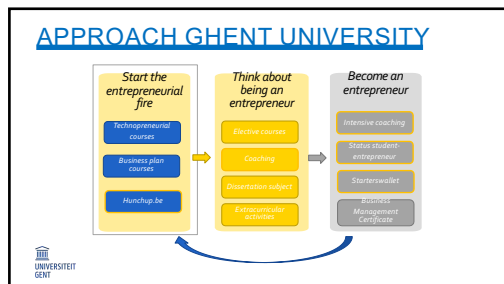 APPROACH GHENT UNIVERSITY
Start the
entrepreneurial
fire
Technopreneurial
courses
Business plan
courses
Hunchup.be
Think about
being an
entrepreneur
Elective courses
Coaching
Dissertation subject
Extracurricular
activities
Become an
entrepreneur
Intensive coaching
Status student-
entrepreneur
Starterswallet
Business
Management
Certificate
UNIVERSITEIT
GENT